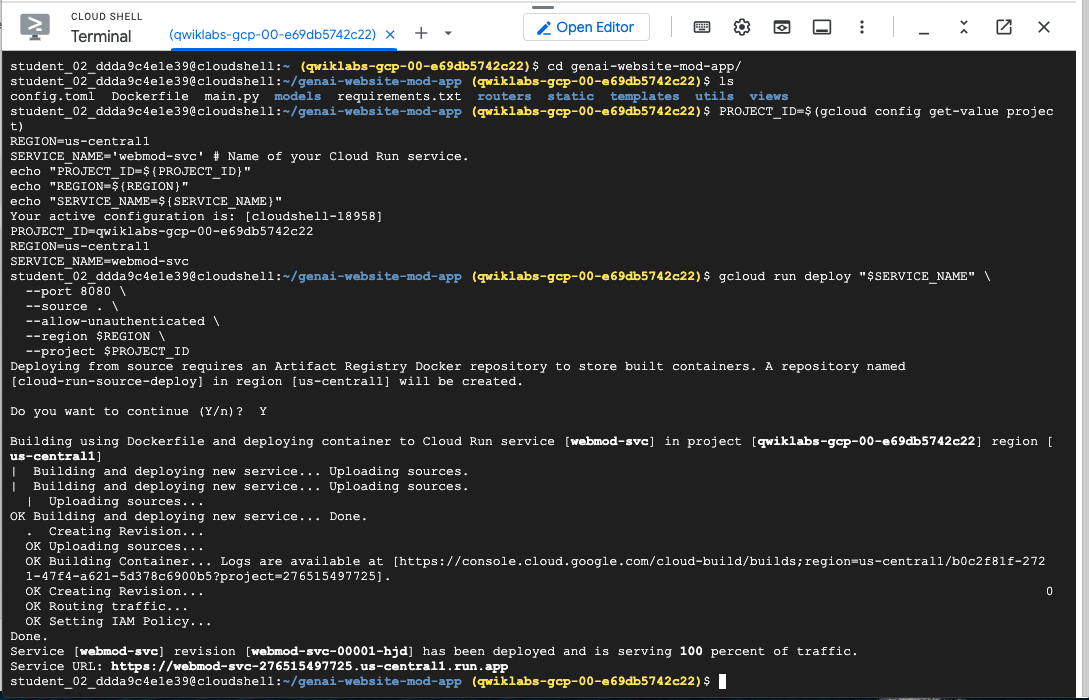 CLOUD SHELL
Terminal
(qwiklabs-gcp-00-e69db5742c22)
Open Editor
student_02_ddda9c4e1e39@cloudshell:~ (qwiklabs-gcp-00-e69db5742c22)$ cd genai-website-mod-app/
student_02_ddda9c4e1e39@cloudshell:~/genai-website-mod-app (qwiklabs-gcp-00-e69db5742c22)$ ls
config.toml  Dockerfile  main.py  models  requirements.txt  routers  static  templates  utils  views
student_02_ddda9c4e1e39@cloudshell:~/genai-website-mod-app (qwiklabs-gcp-00-e69db5742c22)$ PROJECT_ID=$(gcloud config get-value projec
t)
REGION=us-central1
SERVICE_NAME='webmod-svc' # Name of your Cloud Run service.
echo "PROJECT_ID=${PROJECT_ID}"
echo "REGION=${REGION}"
echo "SERVICE_NAME=${SERVICE_NAME}"
Your active configuration is: [cloudshell-18958]
PROJECT_ID=qwiklabs-gcp-00-e69db5742c22
REGION=us-central1
SERVICE_NAME=webmod-svc
student_02_ddda9c4e1e39@cloudshell:~/genai-website-mod-app (qwiklabs-gcp-00-e69db5742c22)$ gcloud run deploy "$SERVICE_NAME" \
  --port 8080 \
  --source . \
  --allow-unauthenticated \
  --region $REGION \
  --project $PROJECT_ID
Deploying from source requires an Artifact Registry Docker repository to store built containers. A repository named
[cloud-run-source-deploy] in region [us-central1] will be created.
Do you want to continue (Y/n)?  Y
Building using Dockerfile and deploying container to Cloud Run service [webmod-svc] in project [qwiklabs-gcp-00-e69db5742c22] region [
us-central1]
|  Building and deploying new service... Uploading sources.
|  Building and deploying new service... Uploading sources.
  |  Uploading sources...
OK Building and deploying new service... Done.
  .  Creating Revision...
  OK Uploading sources...
  OK Building Container... Logs are available at [https://console.cloud.google.com/cloud-build/builds;region=us-central1/b0c2f81f-272
  1-47f4-a621-5d378c6900b5?project=276515497725].
  OK Creating Revision... 0
  OK Routing traffic...
  OK Setting IAM Policy...
Done.
Service [webmod-svc] revision [webmod-svc-00001-hjd] has been deployed and is serving 100 percent of traffic.
Service URL: https://webmod-svc-276515497725.us-central1.run.app
student_02_ddda9c4e1e39@cloudshell:~/genai-website-mod-app (qwiklabs-gcp-00-e69db5742c22)$